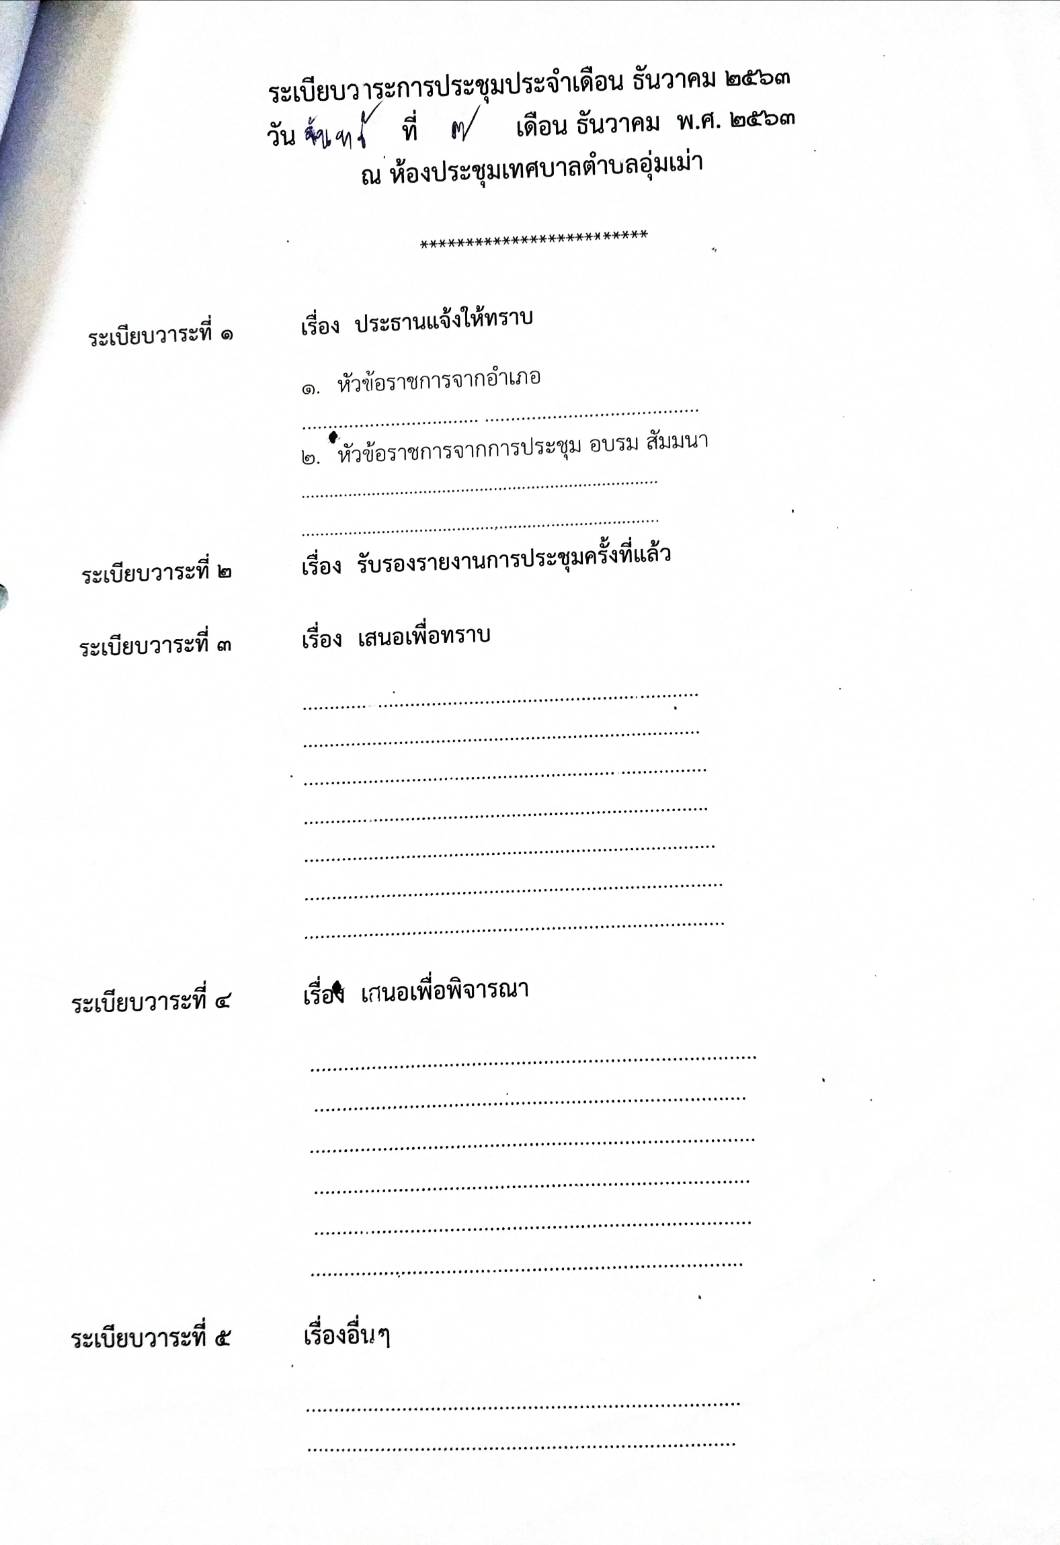 ระเบียบวาระการประชุมประจำเดือน ธันวาคม ๒๕๖๓
วัน จันทร์ ที่ ๗ เดือน ธันวาคม พ.ศ. ๒๕๖๓
ณ ห้องประชุมเทศบาลตำบลอุ่มเม่า
*************************
ระเบียบวาระที่ ๑ เรื่อง ประธานแจ้งให้ทราบ
๑. หัวข้อราชการจากอำเภอ
๒. หัวข้อราชการจากการประชุม อบรม สัมมนา
ระเบียบวาระที่ ๒ เรื่อง รับรองรายงานการประชุมครั้งที่แล้ว
ระเบียบวาระที่ ๓ เรื่อง เสนอเพื่อทราบ
ระเบียบวาระที่ ๔ เรื่อง เสนอเพื่อพิจารณา
ระเบียบวาระที่ ๕ เรื่องอื่นๆ